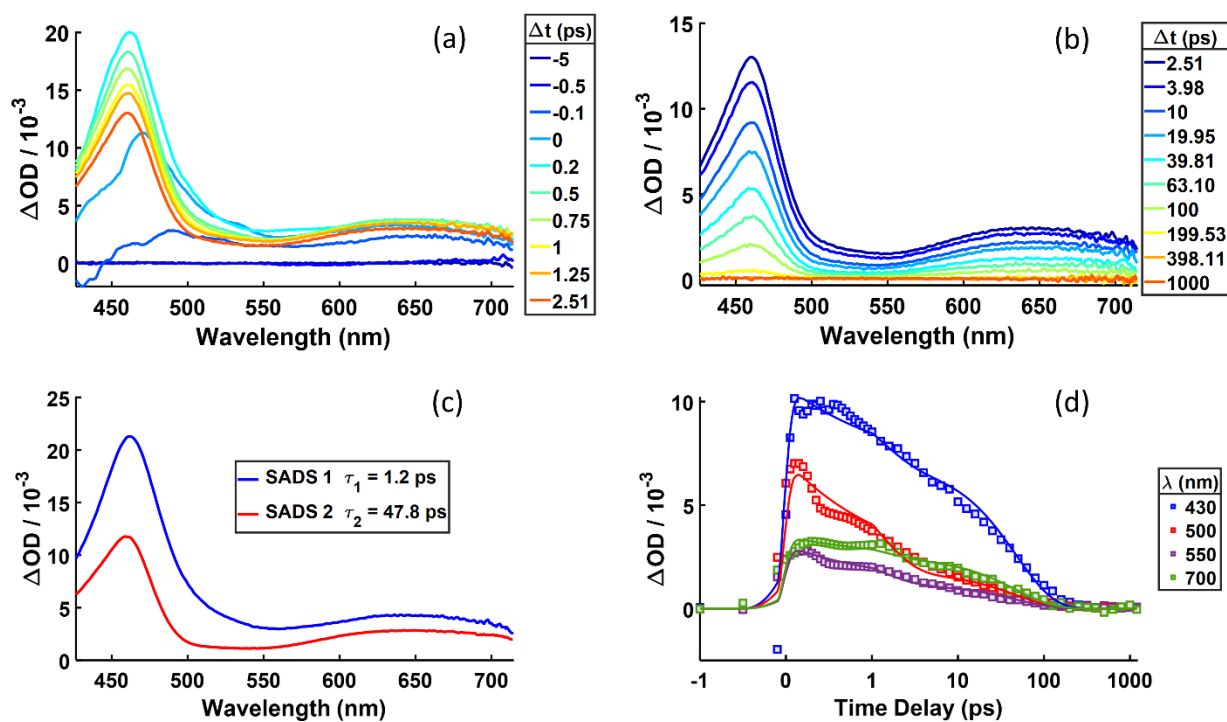 (a)
ΔOD / 10⁻³
20
15
10
5
0
450 500 550 600 650 700
Wavelength (nm)
Δt (ps)
-5
-0.5
-0.1
0
0.2
0.5
0.75
1
1.25
2.51
(b)
ΔOD / 10⁻³
15
10
5
0
450 500 550 600 650 700
Wavelength (nm)
Δt (ps)
2.51
3.98
10
19.95
39.81
63.10
100
199.53
398.11
1000
(c)
ΔOD / 10⁻³
25
20
15
10
5
0
450 500 550 600 650 700
Wavelength (nm)
SADS 1 τ₁ = 1.2 ps
SADS 2 τ₂ = 47.8 ps
(d)
ΔOD / 10⁻³
10
5
0
-1 0 1 10 100 1000
Time Delay (ps)
λ (nm)
430
500
550
700